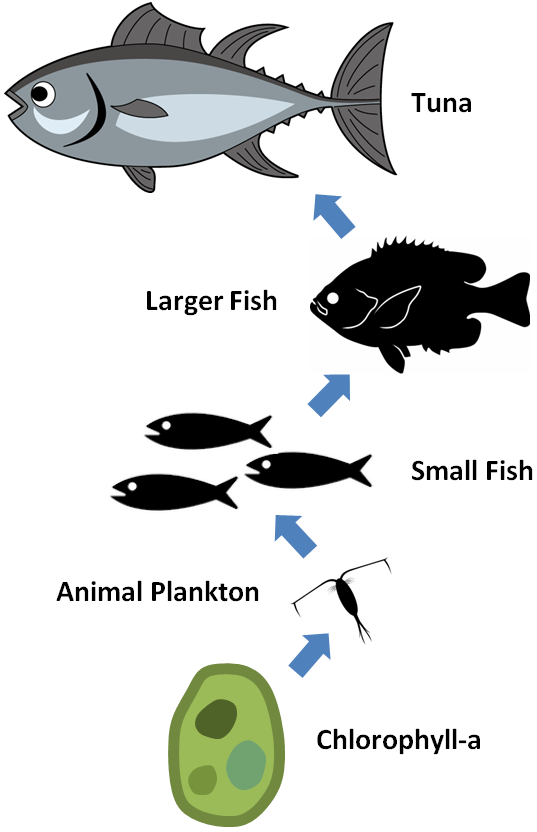 Tuna
Larger Fish
Small Fish
Animal Plankton
Chlorophyll-a